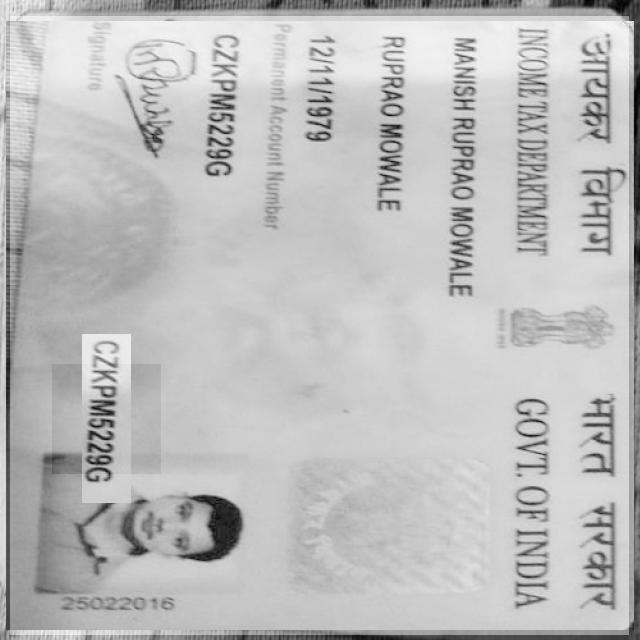 आयकर विभाग
भारत सरकार
INCOME TAX DEPARTMENT
GOVT. OF INDIA
MANISH RUPRAO MOWALE
RUPRAO MOWALE
12/11/1979
Permanent Account Number
CZKPM5229G
Signature
CZKPM5229G
25022016